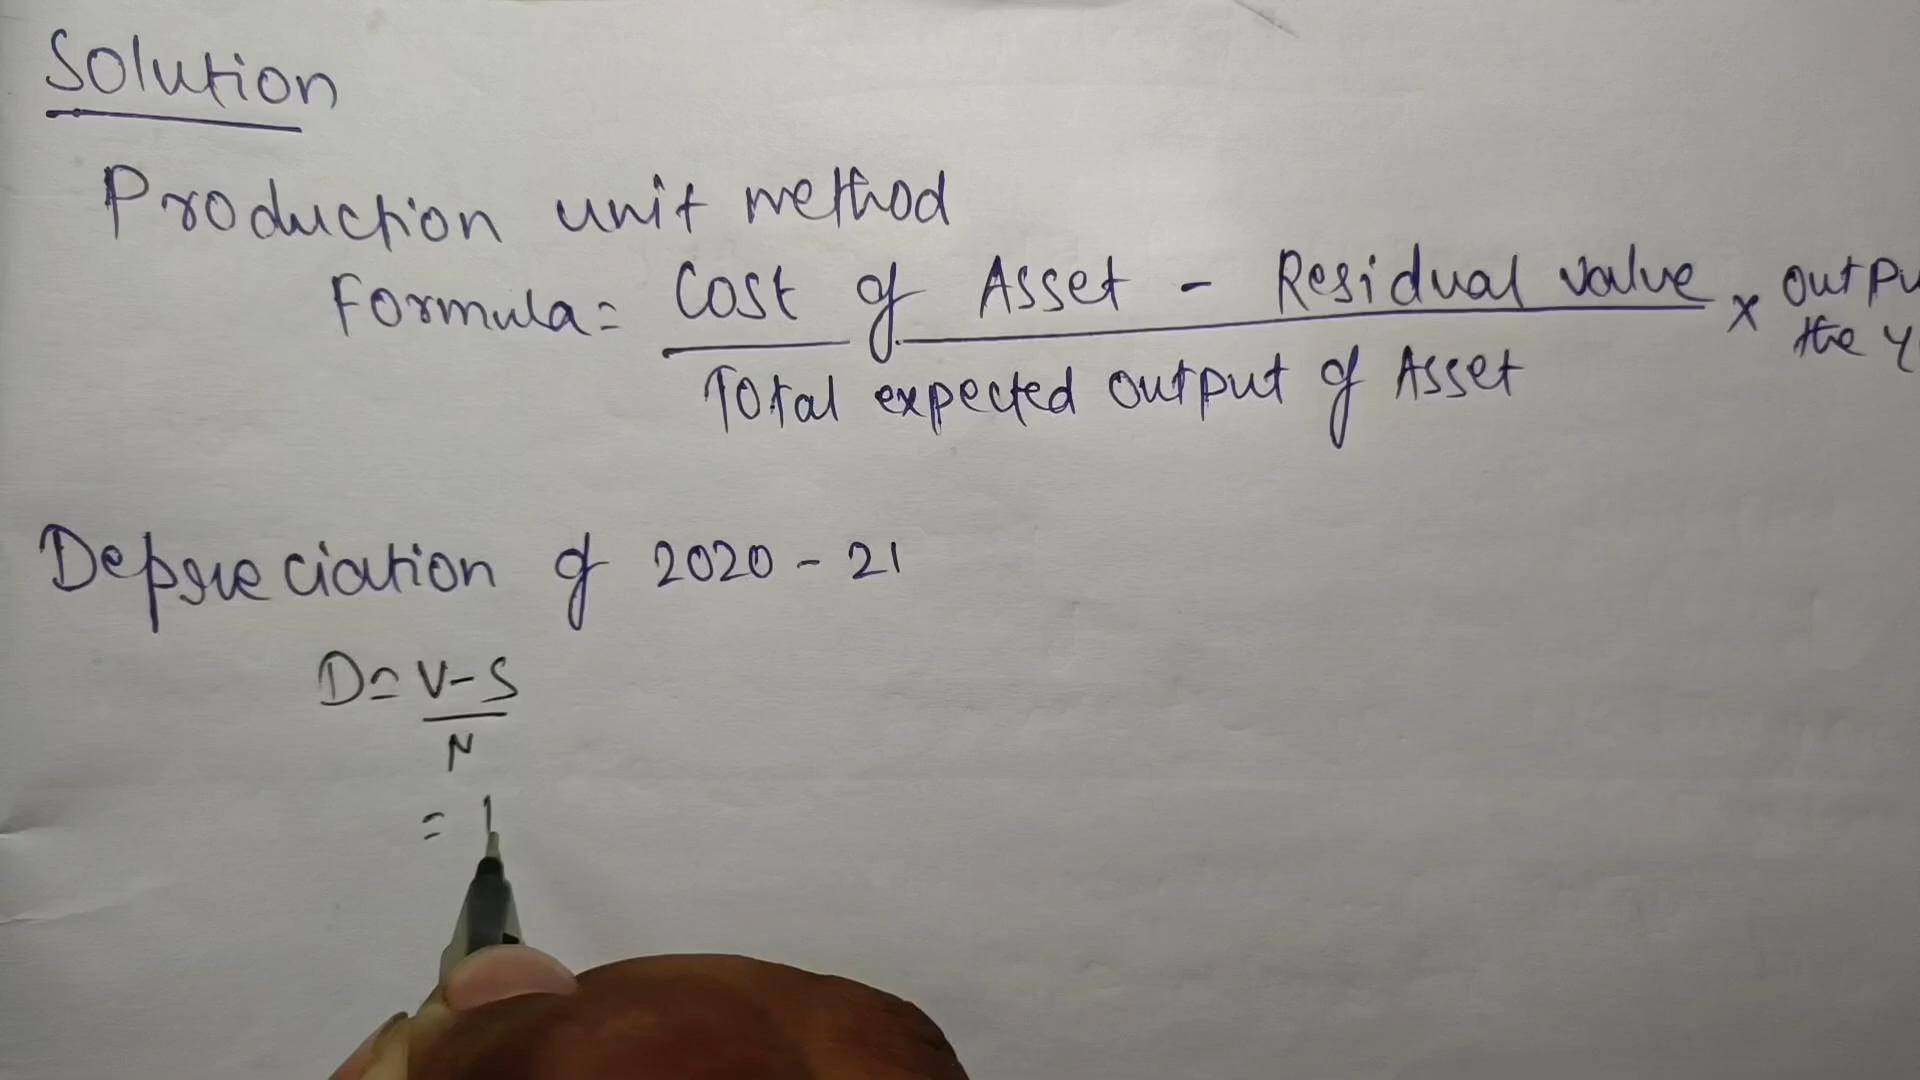 Solution
Production unit method
Formula = Cost of Asset - Residual value x
Total expected output of Asset
the
Depreciation of 2020 - 21
D = V - S
N
= 1